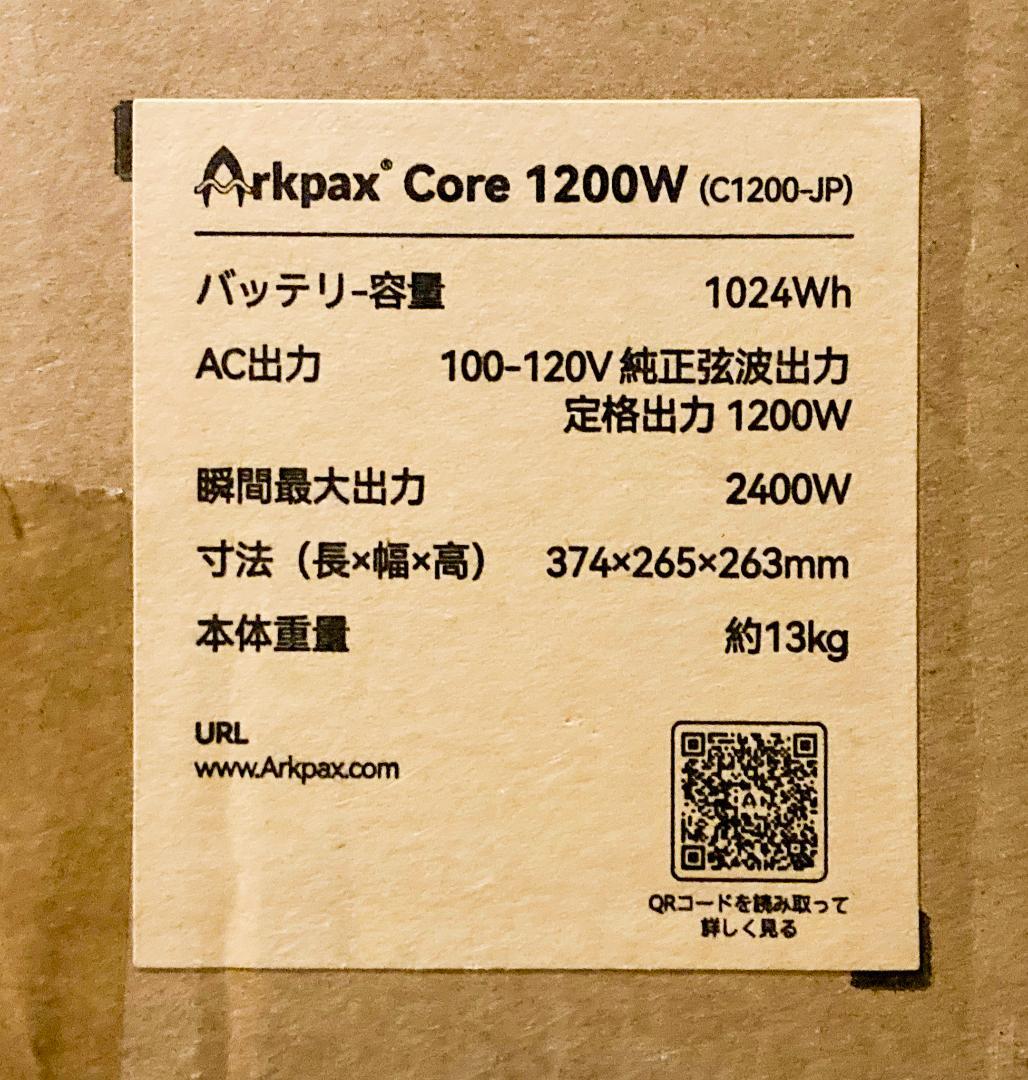 Arkpax® Core 1200W (C1200-JP)
バッテリ-容量 1024Wh
AC出力 100-120V 純正弦波出力
定格出力 1200W
瞬間最大出力 2400W
寸法（長×幅×高） 374×265×263mm
本体重量 約13kg
URL
www.Arkpax.com
QRコードを読み取って
詳しく見る